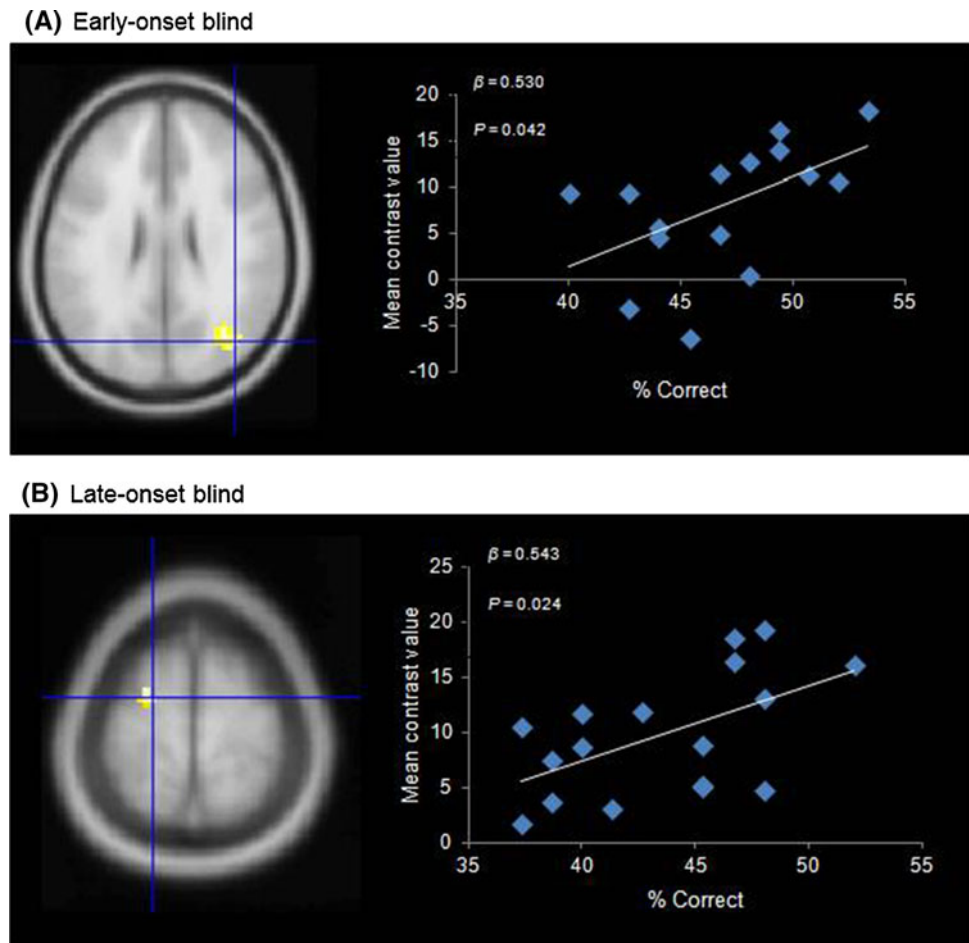 (A) Early-onset blind
β = 0.530
P = 0.042
Mean contrast value
20
15
10
5
0
-5
-10
35 40 45 50 55
% Correct
(B) Late-onset blind
β = 0.543
P = 0.024
Mean contrast value
25
20
15
10
5
0
35 40 45 50 55
% Correct